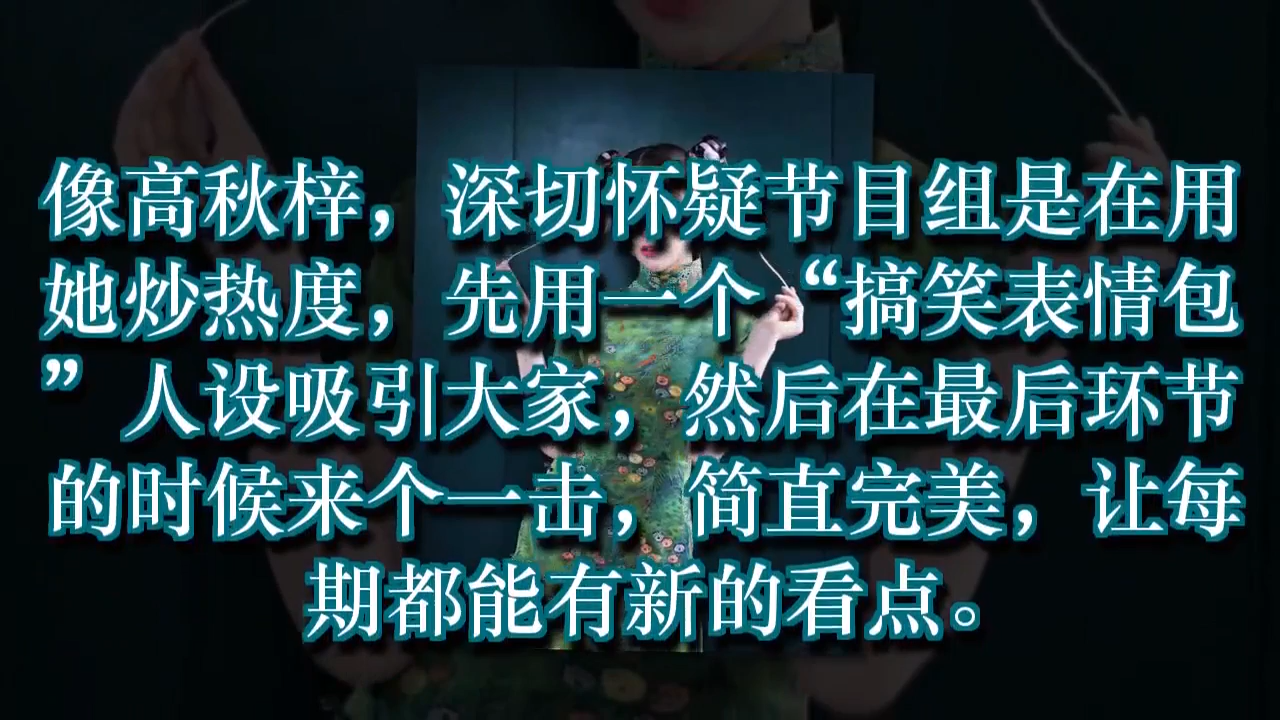 像高秋梓，深切怀疑节目组是在用
她炒热度，先用一个“搞笑表情包
”人设吸引大家，然后在最后环节
的时候来个一击，简直完美，让每
期都能有新的看点。